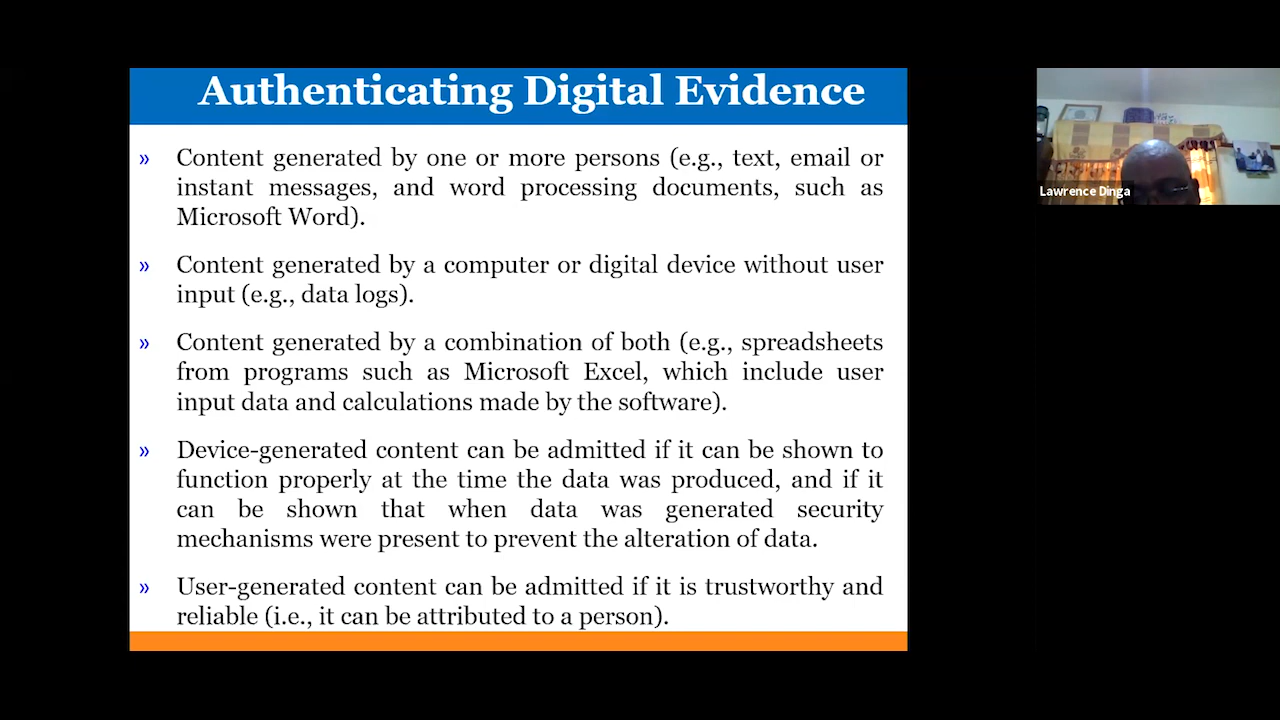 Authenticating Digital Evidence
» Content generated by one or more persons (e.g., text, email or
instant messages, and word processing documents, such as
Microsoft Word).
» Content generated by a computer or digital device without user
input (e.g., data logs).
» Content generated by a combination of both (e.g., spreadsheets
from programs such as Microsoft Excel, which include user
input data and calculations made by the software).
» Device-generated content can be admitted if it can be shown to
function properly at the time the data was produced, and if it
can be shown that when data was generated security
mechanisms were present to prevent the alteration of data.
» User-generated content can be admitted if it is trustworthy and
reliable (i.e., it can be attributed to a person).
Lawrence Dinga